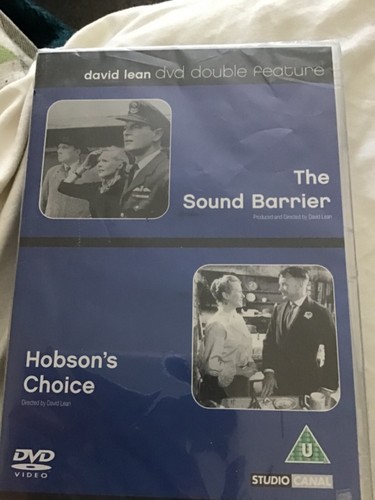 david lean dvd double feature
The
Sound Barrier
Produced and Directed by David Lean
Hobson's
Choice
Directed by David Lean
DVD
VIDEO
STUDIO CANAL
U